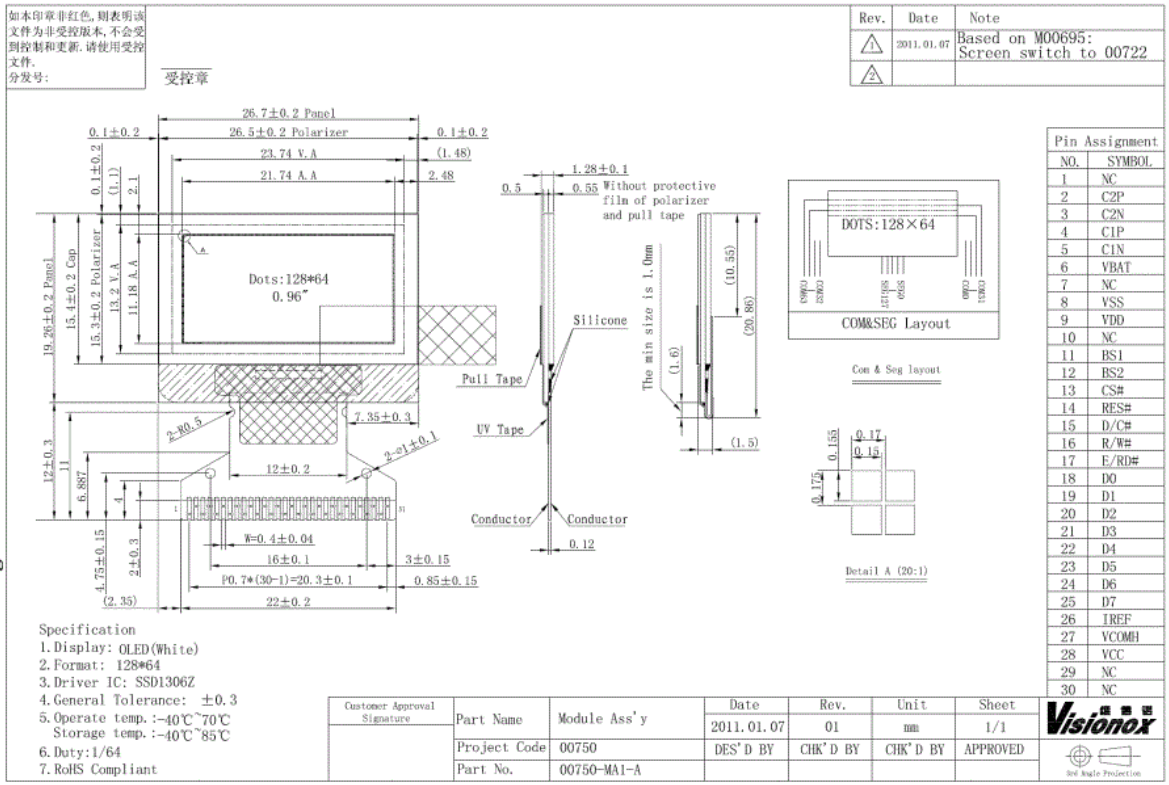 如本印章非红色,则表明该
文件为非受控版本,不会受
到控制和更新.请使用受控
文件.
分发号:
受控章
Rev. Date Note
1 2011.01.07 Based on M00695:
Screen switch to 00722
2
26.7±0.2 Panel
0.1±0.2 26.5±0.2 Polarizer 0.1±0.2
23.74 V.A (1.48)
21.74 A.A 2.48
0.1±0.2
(1.1)
2.1
19.26±0.2 Panel
15.4±0.2 Cap
15.3±0.2 Polarizer
13.2 V.A
11.18 A.A
A
Dots:128*64
0.96"
2-R0.5
7.35±0.3
2-ø1±0.1
12±0.3
11
6.887
4
12±0.2
1 31
W=0.4±0.04
4.75±0.15
2±0.3
16±0.1 3±0.15
P0.7*(30-1)=20.3±0.1 0.85±0.15
(2.35) 22±0.2
1.28±0.1
0.5 0.55 Without protective
film of polarizer
and pull tape
Silicone
Pull Tape
UV Tape
Conductor Conductor
0.12
The min size is 1.0mm
(1.6)
(10.55)
(20.86)
(1.5)
DOTS:128×64
COM63
COM32
SEG127
SEG0
COM0
COM31
COM&SEG Layout
Com & Seg layout
0.17
0.15
0.155
0.175
Detail A (20:1)
Pin Assignment
NO. SYMBOL
1 NC
2 C2P
3 C2N
4 C1P
5 C1N
6 VBAT
7 NC
8 VSS
9 VDD
10 NC
11 BS1
12 BS2
13 CS#
14 RES#
15 D/C#
16 R/W#
17 E/RD#
18 D0
19 D1
20 D2
21 D3
22 D4
23 D5
24 D6
25 D7
26 IREF
27 VCOMH
28 VCC
29 NC
30 NC
Specification
1.Display: OLED(White)
2.Format: 128*64
3.Driver IC: SSD1306Z
4.General Tolerance: ±0.3
5.Operate temp.:-40℃~70℃
Storage temp.:-40℃~85℃
6.Duty:1/64
7.RoHS Compliant
Customer Approval
Signature
Part Name Module Ass'y
Project Code 00750
Part No. 00750-MA1-A
Date Rev. Unit Sheet
2011.01.07 01 mm 1/1
DES'D BY CHK'D BY CHK'D BY APPROVED
维信诺
Visionox
3rd Angle Projection